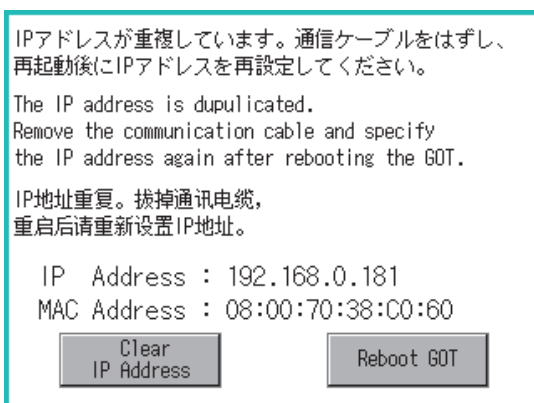 IPアドレスが重複しています。通信ケーブルをはずし、
再起動後にIPアドレスを再設定してください。
The IP address is dupulicated.
Remove the communication cable and specify
the IP address again after rebooting the GOT.
IP地址重复。拔掉通讯电缆，
重启后请重新设置IP地址。
IP Address : 192.168.0.181
MAC Address : 08:00:70:38:C0:60
Clear
IP Address
Reboot GOT